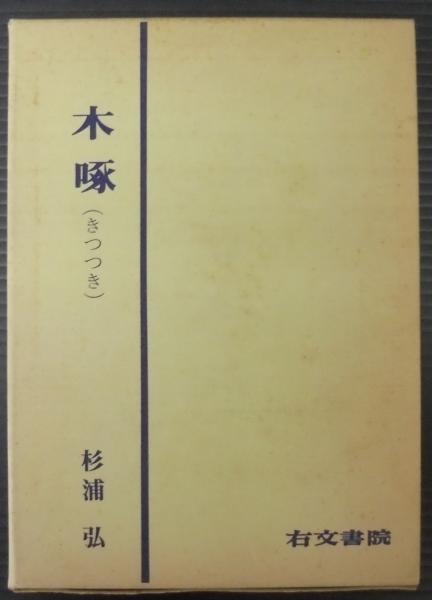 木啄
(きつつき)
杉浦 弘
右文書院